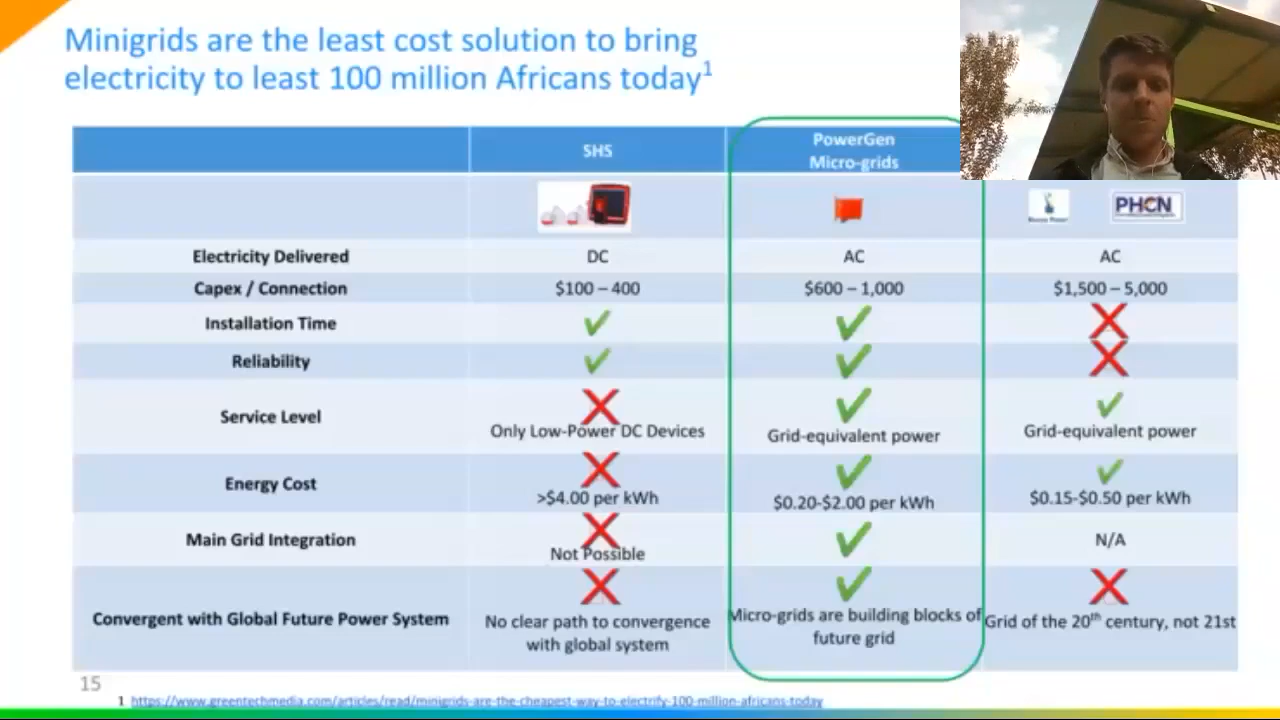 Minigrids are the least cost solution to bring
electricity to least 100 million Africans today1
SHS
PowerGen
Micro-grids
PHCN
Electricity Delivered
DC
AC
AC
Capex / Connection
$100 – 400
$600 – 1,000
$1,500 – 5,000
Installation Time
Reliability
Service Level
Only Low-Power DC Devices
Grid-equivalent power
Grid-equivalent power
Energy Cost
>$4.00 per kWh
$0.20-$2.00 per kWh
$0.15-$0.50 per kWh
Main Grid Integration
Not Possible
N/A
Convergent with Global Future Power System
No clear path to convergence
with global system
Micro-grids are building blocks of
future grid
Grid of the 20th century, not 21st
15
1 https://www.greentechmedia.com/articles/read/minigrids-are-the-cheapest-way-to-electrify-100-million-africans-today